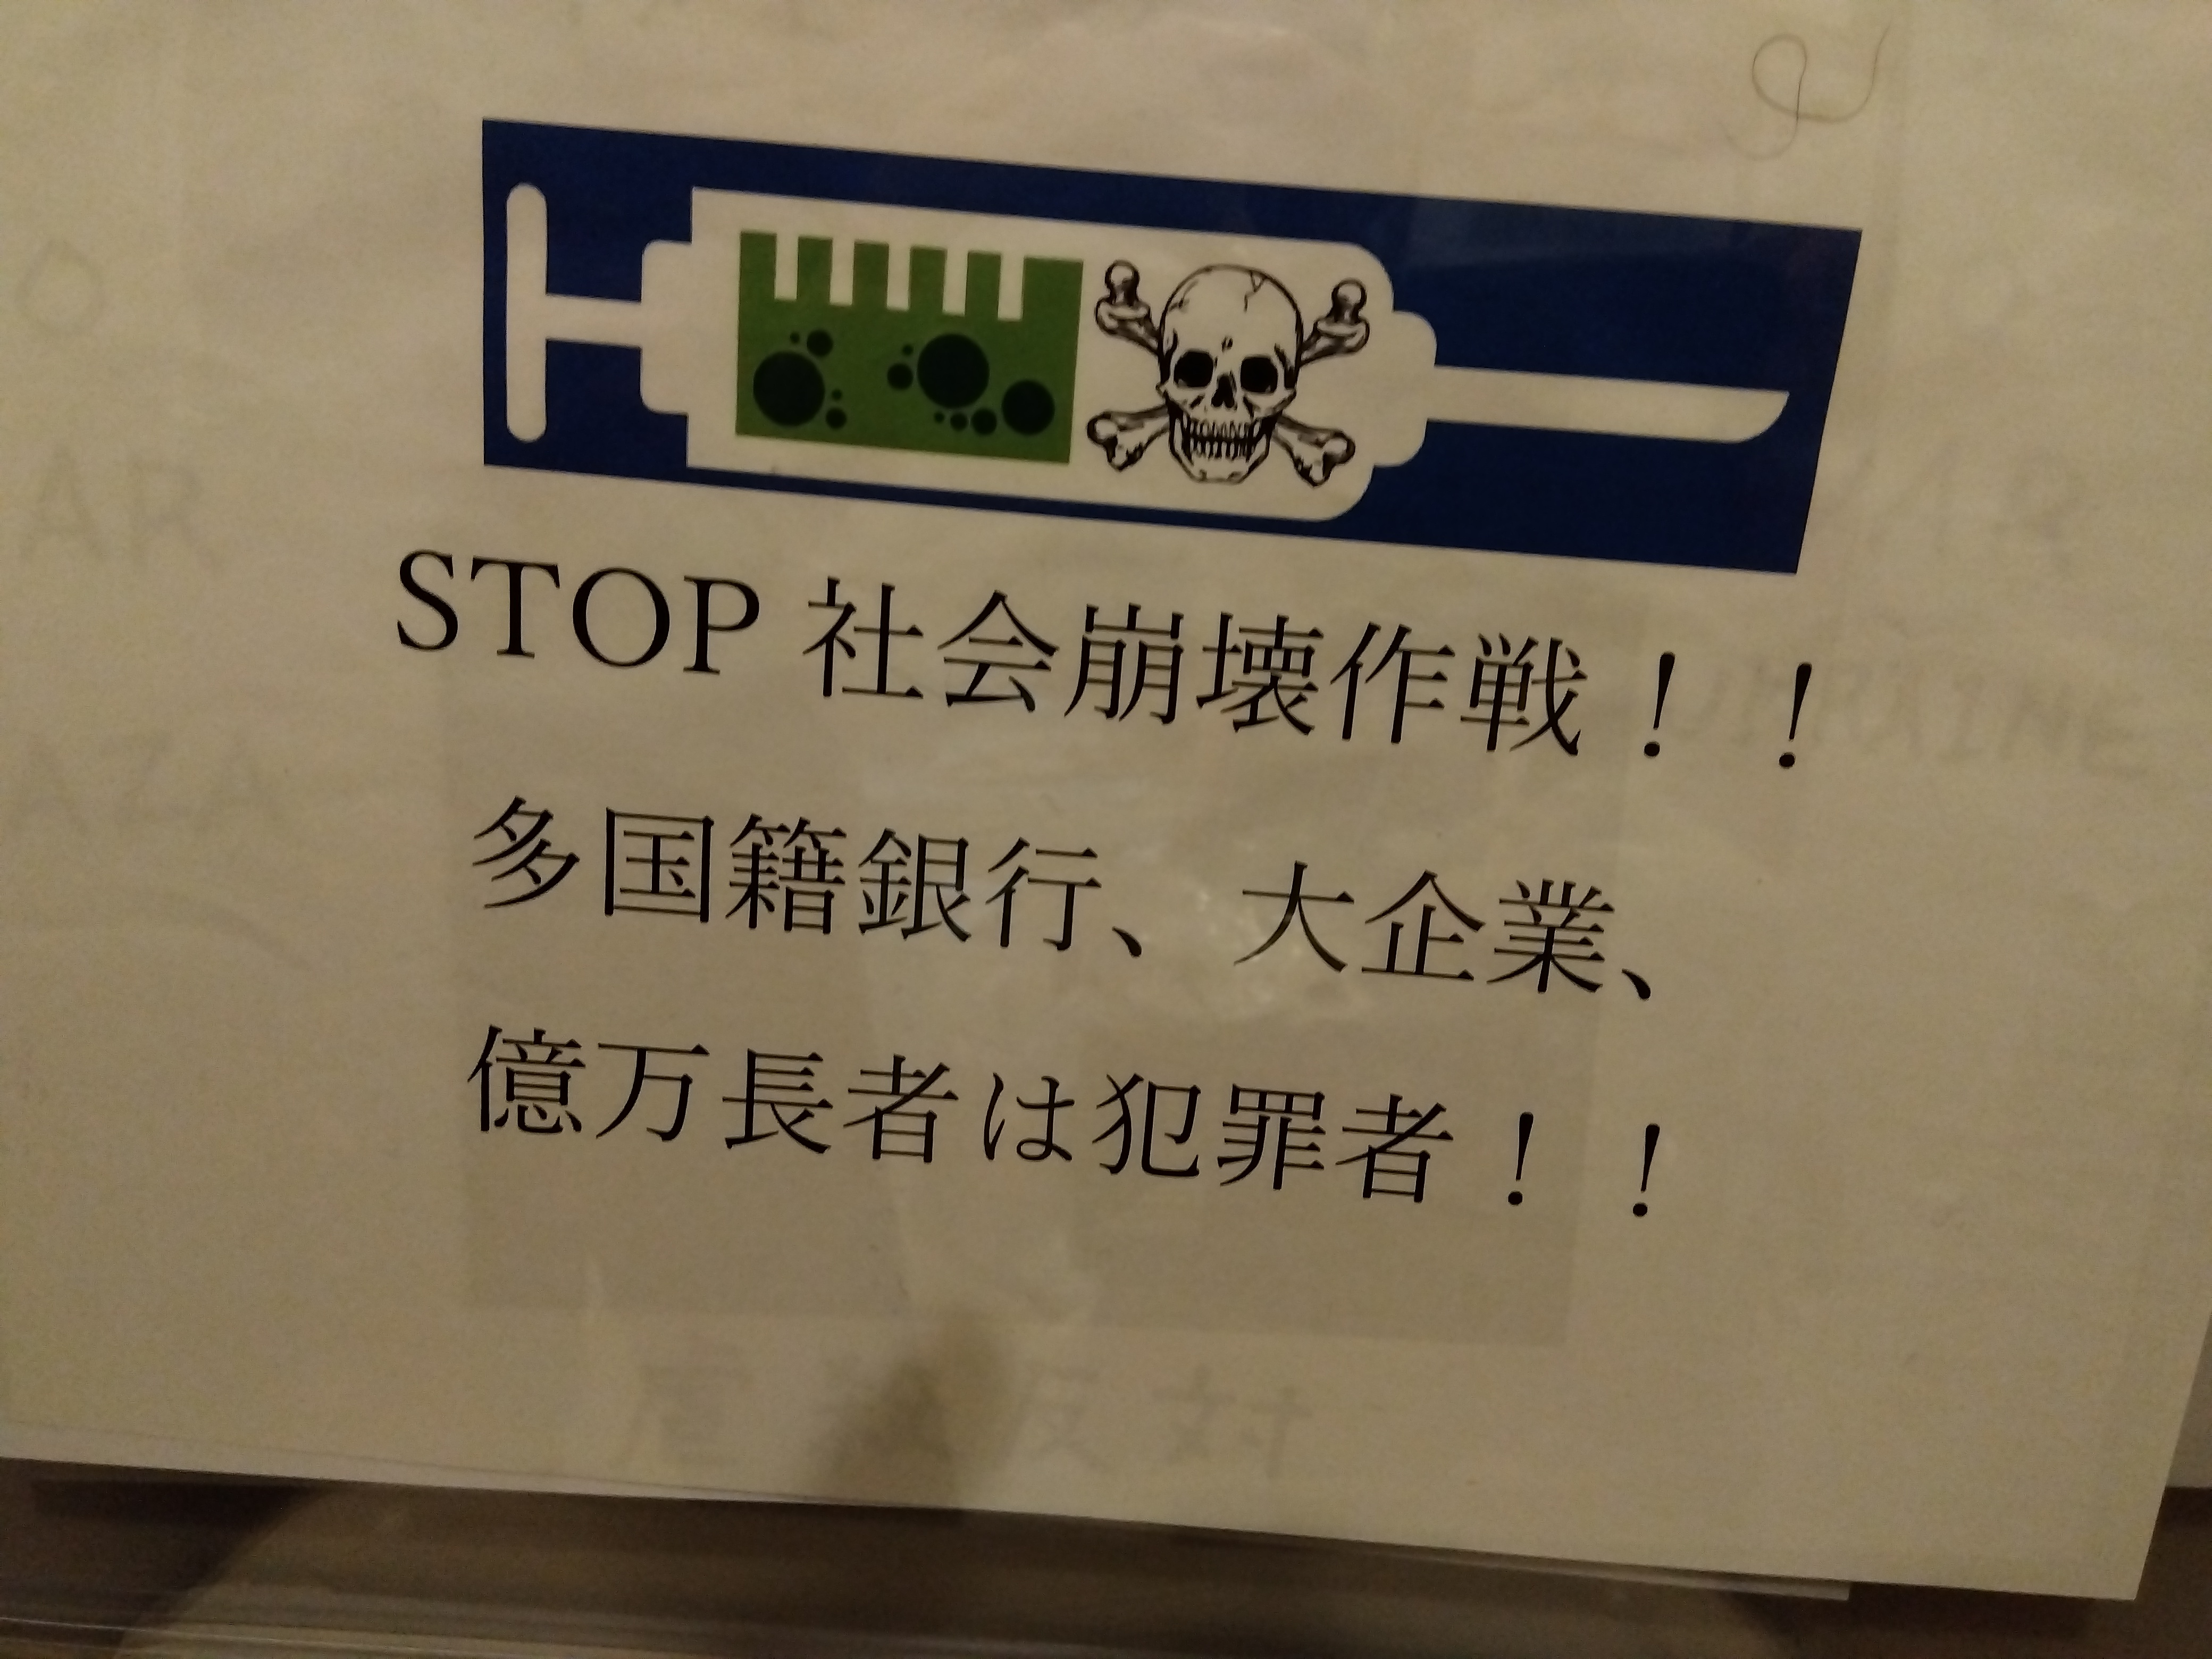 STOP 社会崩壊作戦！！
多国籍銀行、大企業、
億万長者は犯罪者！！